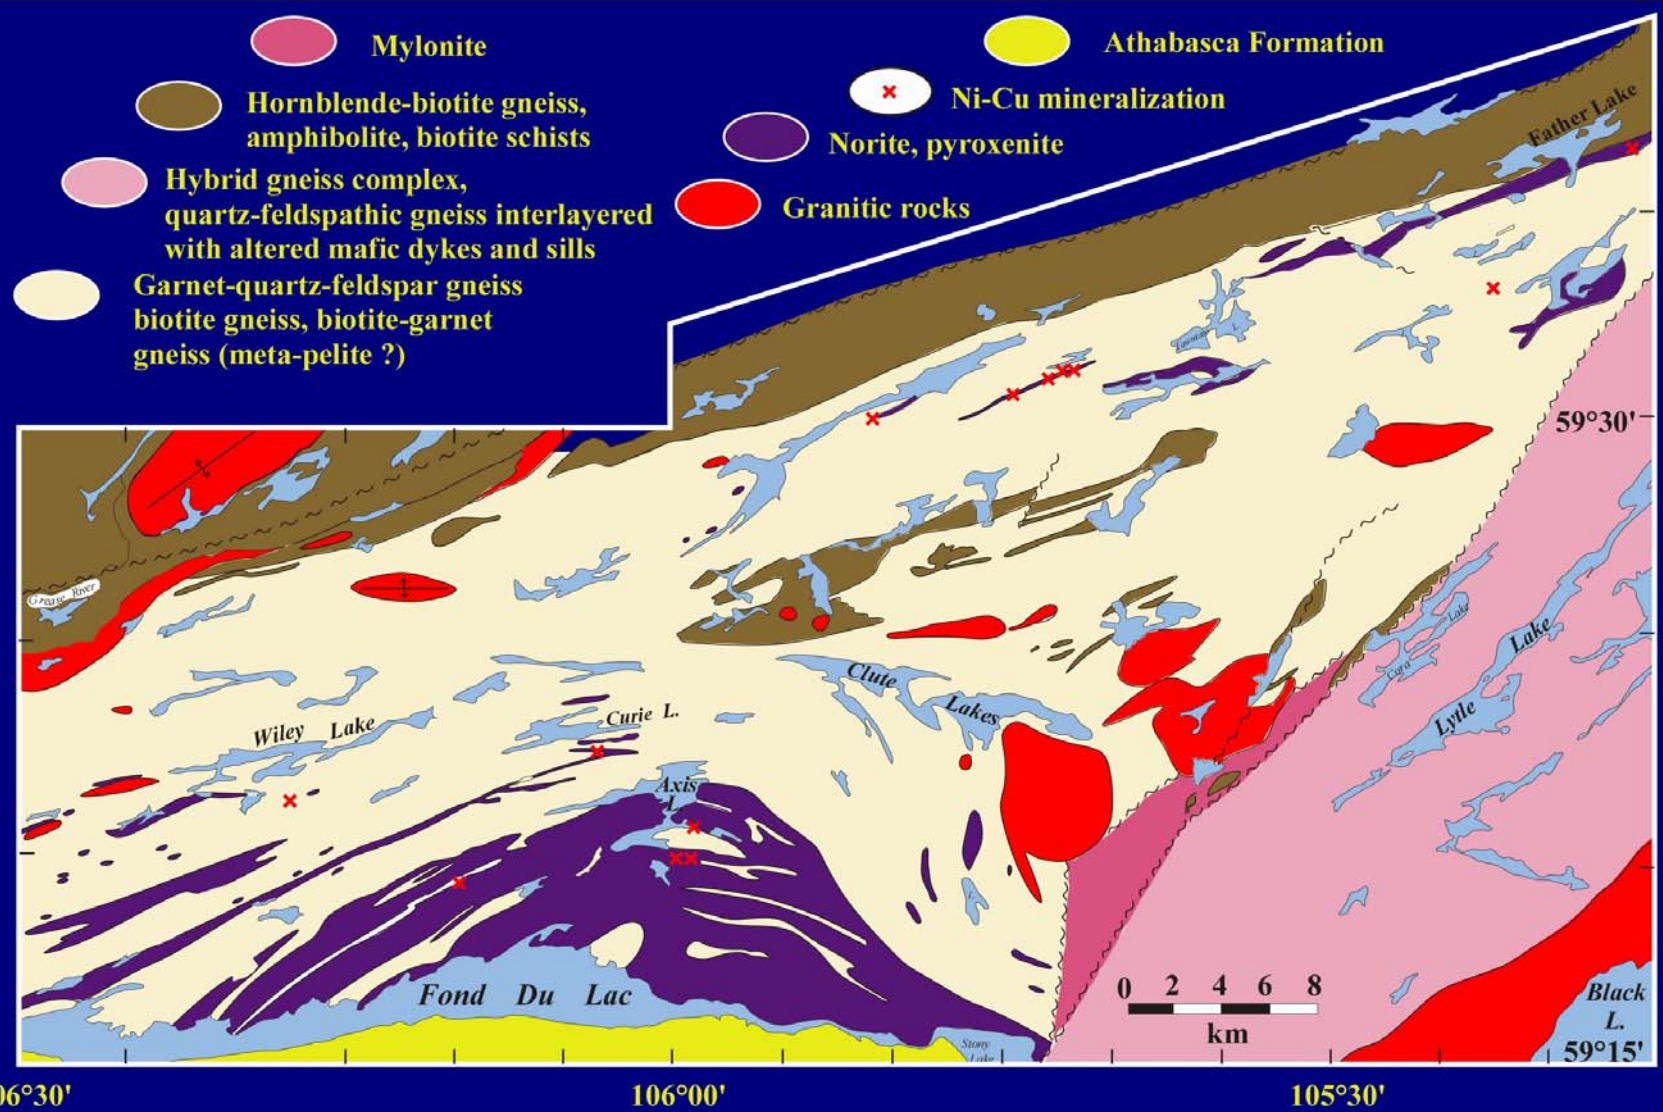 Mylonite
Athabasca Formation
Hornblende-biotite gneiss,
amphibolite, biotite schists
Ni-Cu mineralization
Norite, pyroxenite
Hybrid gneiss complex,
quartz-feldspathic gneiss interlayered
with altered mafic dykes and sills
Granitic rocks
Garnet-quartz-feldspar gneiss
biotite gneiss, biotite-garnet
gneiss (meta-pelite ?)
Father Lake
L.
59°30'
Grease River
Lake
Cora
Lake
Lytle
Clute
Lakes
Wiley Lake
Curie L.
Axis
L.
L.
Fond Du Lac
0 2 4 6 8
km
Black
L.
Stony
Lake
59°15'
06°30'
106°00'
105°30'